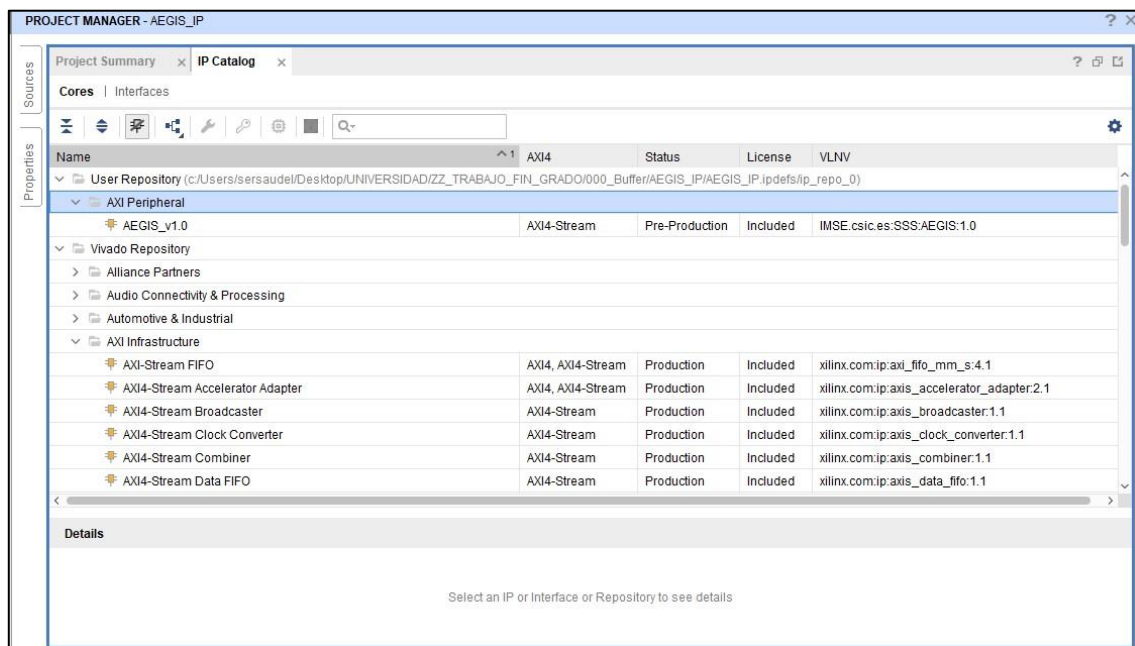 PROJECT MANAGER - AEGIS_IP
Sources
Properties
Project Summary IP Catalog
Cores | Interfaces
Name 1 AXI4 Status License VLNV
User Repository (c:/Users/sersaudel/Desktop/UNIVERSIDAD/ZZ_TRABAJO_FIN_GRADO/000_Buffer/AEGIS_IP/AEGIS_IP.ipdefs/ip_repo_0)
AXI Peripheral
AEGIS_v1.0 AXI4-Stream Pre-Production Included IMSE.csic.es:SSS:AEGIS:1.0
Vivado Repository
Alliance Partners
Audio Connectivity & Processing
Automotive & Industrial
AXI Infrastructure
AXI-Stream FIFO AXI4, AXI4-Stream Production Included xilinx.com:ip:axi_fifo_mm_s:4.1
AXI4-Stream Accelerator Adapter AXI4, AXI4-Stream Production Included xilinx.com:ip:axis_accelerator_adapter:2.1
AXI4-Stream Broadcaster AXI4-Stream Production Included xilinx.com:ip:axis_broadcaster:1.1
AXI4-Stream Clock Converter AXI4-Stream Production Included xilinx.com:ip:axis_clock_converter:1.1
AXI4-Stream Combiner AXI4-Stream Production Included xilinx.com:ip:axis_combiner:1.1
AXI4-Stream Data FIFO AXI4-Stream Production Included xilinx.com:ip:axis_data_fifo:1.1
Details
Select an IP or Interface or Repository to see details